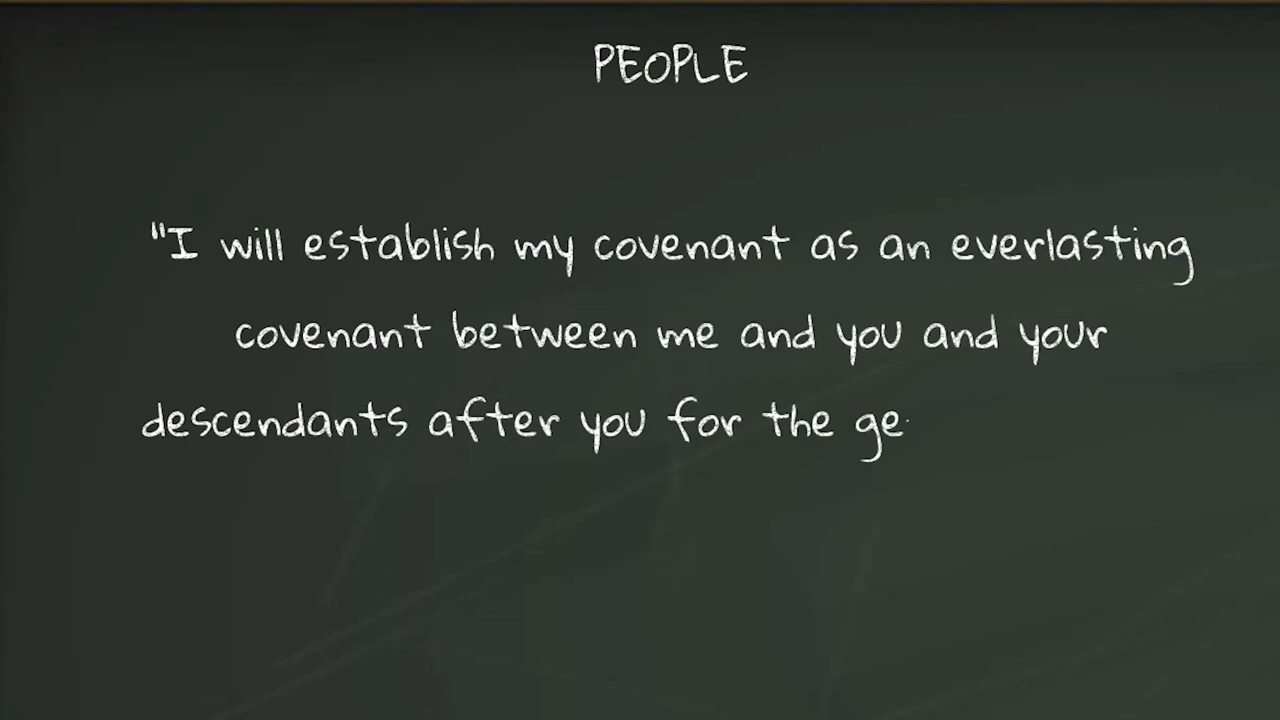 PEOPLE
"I will establish my covenant as an everlasting
covenant between me and you and your
descendants after you for the ge